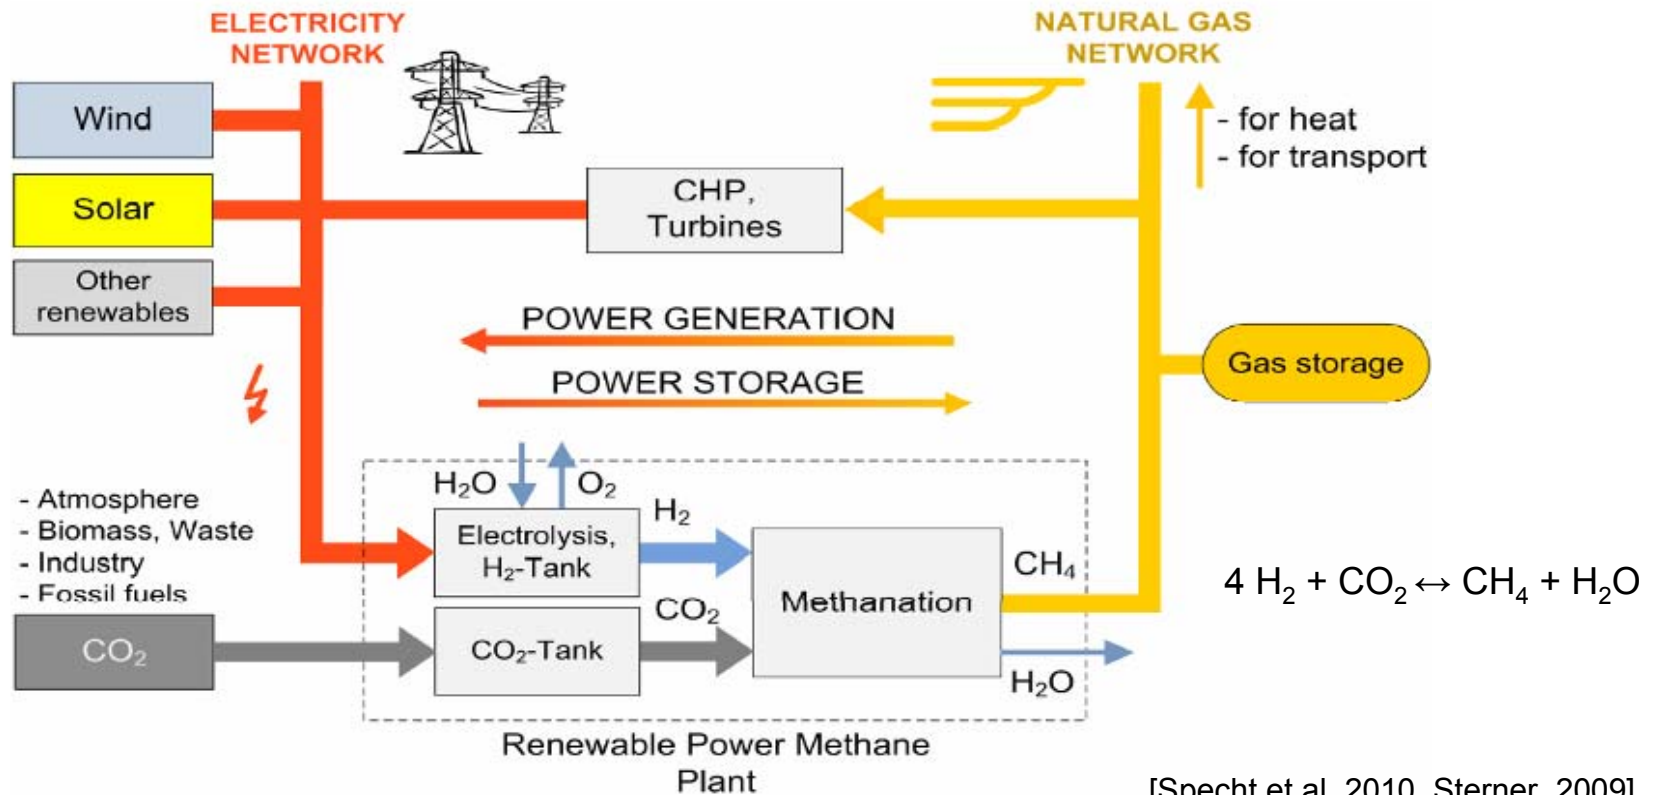 ELECTRICITY
NETWORK
NATURAL GAS
NETWORK
Wind
- for heat
- for transport
CHP,
Turbines
Solar
Other
renewables
POWER GENERATION
POWER STORAGE
Gas storage
- Atmosphere
- Biomass, Waste
- Industry
- Fossil fuels
H₂O
O₂
Electrolysis,
H₂-Tank
H₂
CO₂
CO₂-Tank
CO₂
Methanation
CH₄
H₂O
4 H₂ + CO₂ ↔ CH₄ + H₂O
Renewable Power Methane
Plant
[Specht et al, 2010, Sterner, 2009]